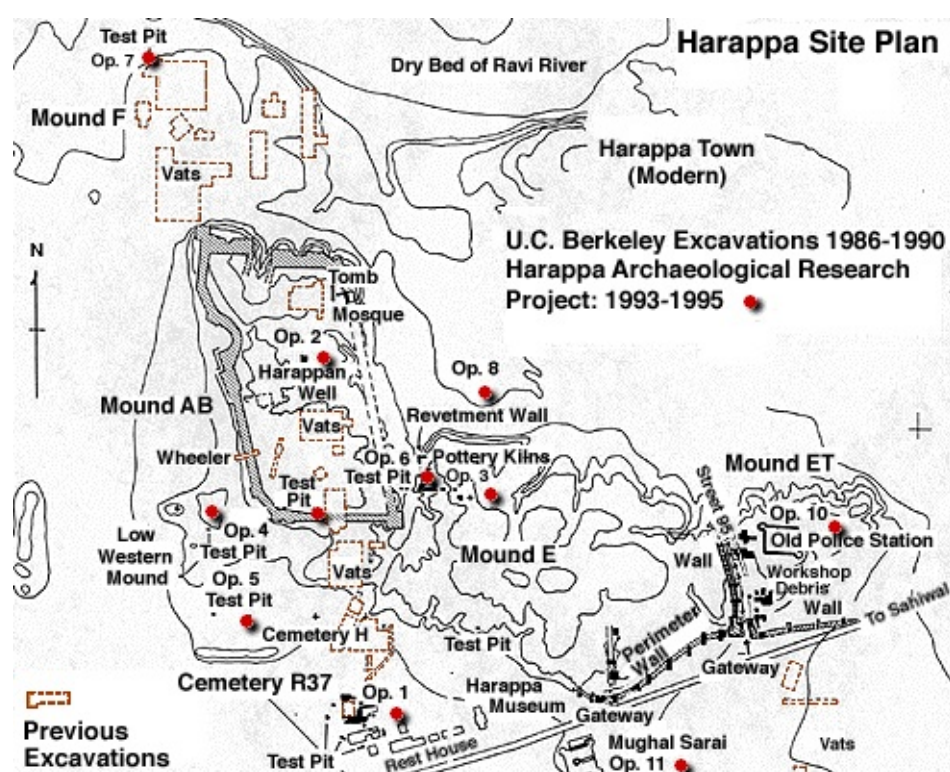 Test Pit
Op. 7
Harappa Site Plan
Dry Bed of Ravi River
Mound F
Harappa Town
(Modern)
Vats
U.C. Berkeley Excavations 1986-1990
Harappa Archaeological Research
Project: 1993-1995
N
Tomb
Mosque
Op. 2
Harappan
Well
Op. 8
Mound AB
Revetment Wall
Vats
Wheeler
Op. 6
Test Pit
Pottery Kilns
Op. 3
Test
Pit
Mound ET
Street 95
Op. 10
Old Police Station
Op. 4
Test Pit
Low
Western
Mound
Mound E
Wall
Vats
Workshop
Debris
Op. 5
Test Pit
Wall
To Sahiwal
Cemetery H
Test Pit
Perimeter
Wall
Gateway
Cemetery R37
Op. 1
Harappa
Museum
Gateway
Previous
Excavations
Test Pit
Rest House
Mughal Sarai
Op. 11
Vats